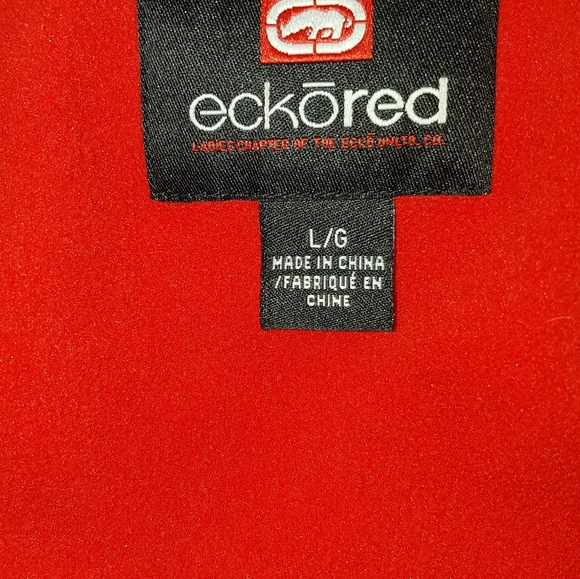 eckōred
LADIES CHAPTER OF THE ECKŌ UNLTD. CO.
L/G
MADE IN CHINA
/FABRIQUÉ EN
CHINE